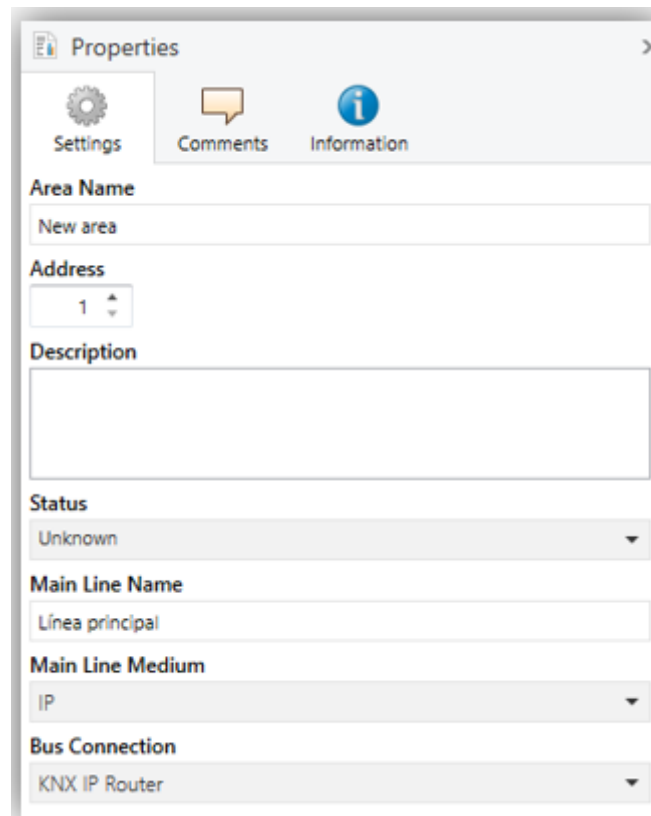 Properties
Settings
Comments
Information
Area Name
New area
Address
1
Description
Status
Unknown
Main Line Name
Línea principal
Main Line Medium
IP
Bus Connection
KNX IP Router